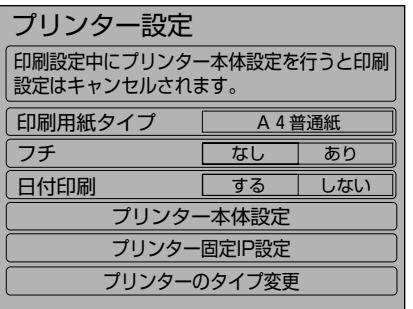 プリンター設定
印刷設定中にプリンター本体設定を行うと印刷
設定はキャンセルされます。
印刷用紙タイプ A4普通紙
フチ なし あり
日付印刷 する しない
プリンター本体設定
プリンター固定IP設定
プリンターのタイプ変更